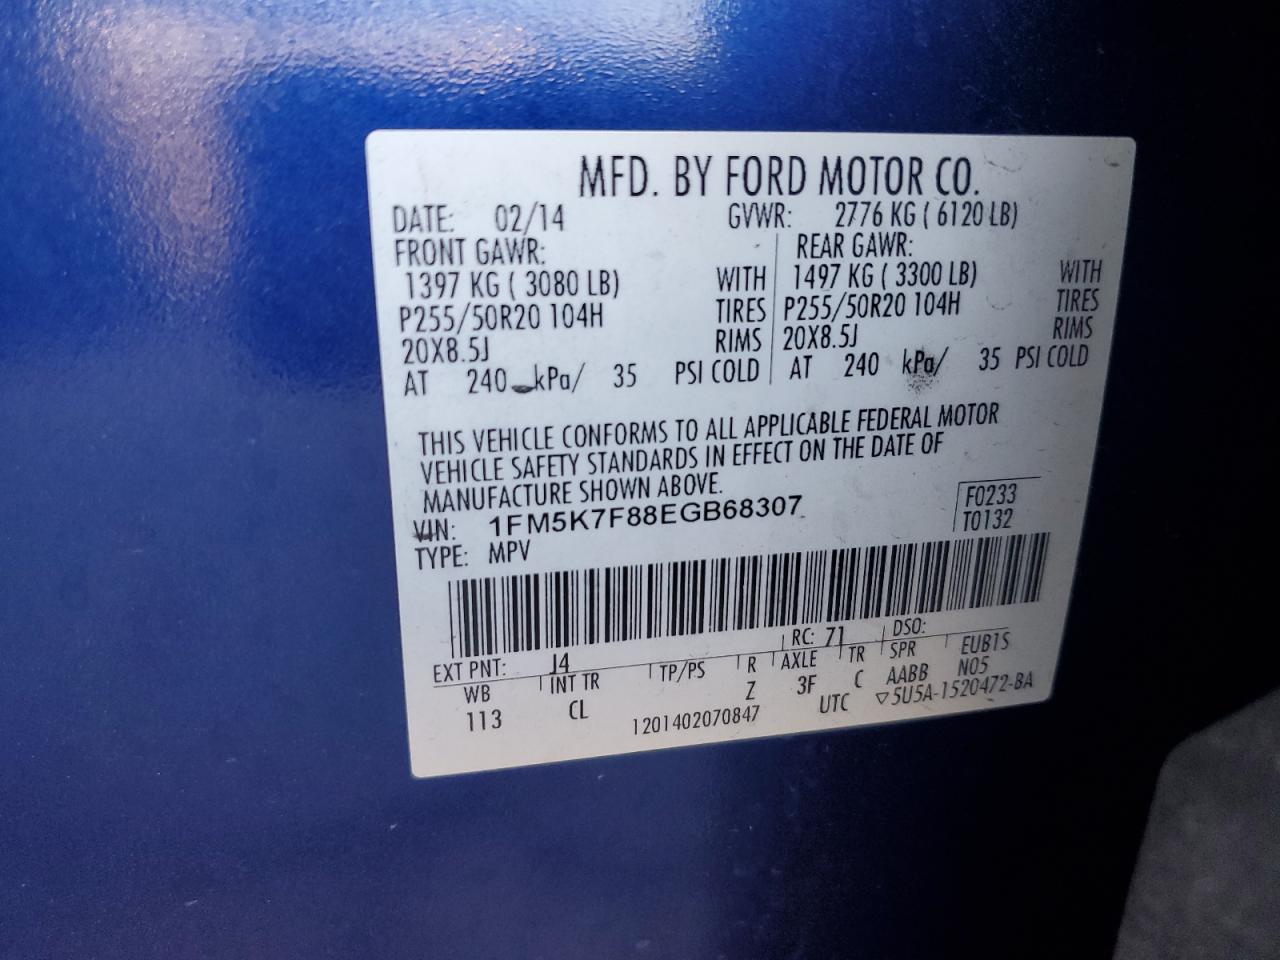 MFD. BY FORD MOTOR CO.
DATE: 02/14 GVWR: 2776 KG ( 6120 LB)
FRONT GAWR: REAR GAWR:
1397 KG ( 3080 LB) WITH 1497 KG ( 3300 LB) WITH
P255/50R20 104H TIRES P255/50R20 104H TIRES
20X8.5J RIMS 20X8.5J RIMS
AT 240 kPa/ 35 PSI COLD AT 240 kPa/ 35 PSI COLD
THIS VEHICLE CONFORMS TO ALL APPLICABLE FEDERAL MOTOR
VEHICLE SAFETY STANDARDS IN EFFECT ON THE DATE OF
MANUFACTURE SHOWN ABOVE.
VIN: 1FM5K7F88EGB68307 F0233
TYPE: MPV T0132
EXT PNT: J4 RC: 71 DSO:
WB INT TR TP/PS R AXLE TR SPR EUB1S
113 CL Z 3F C AABB N05
1201402070847 UTC ▽5U5A-1520472-BA